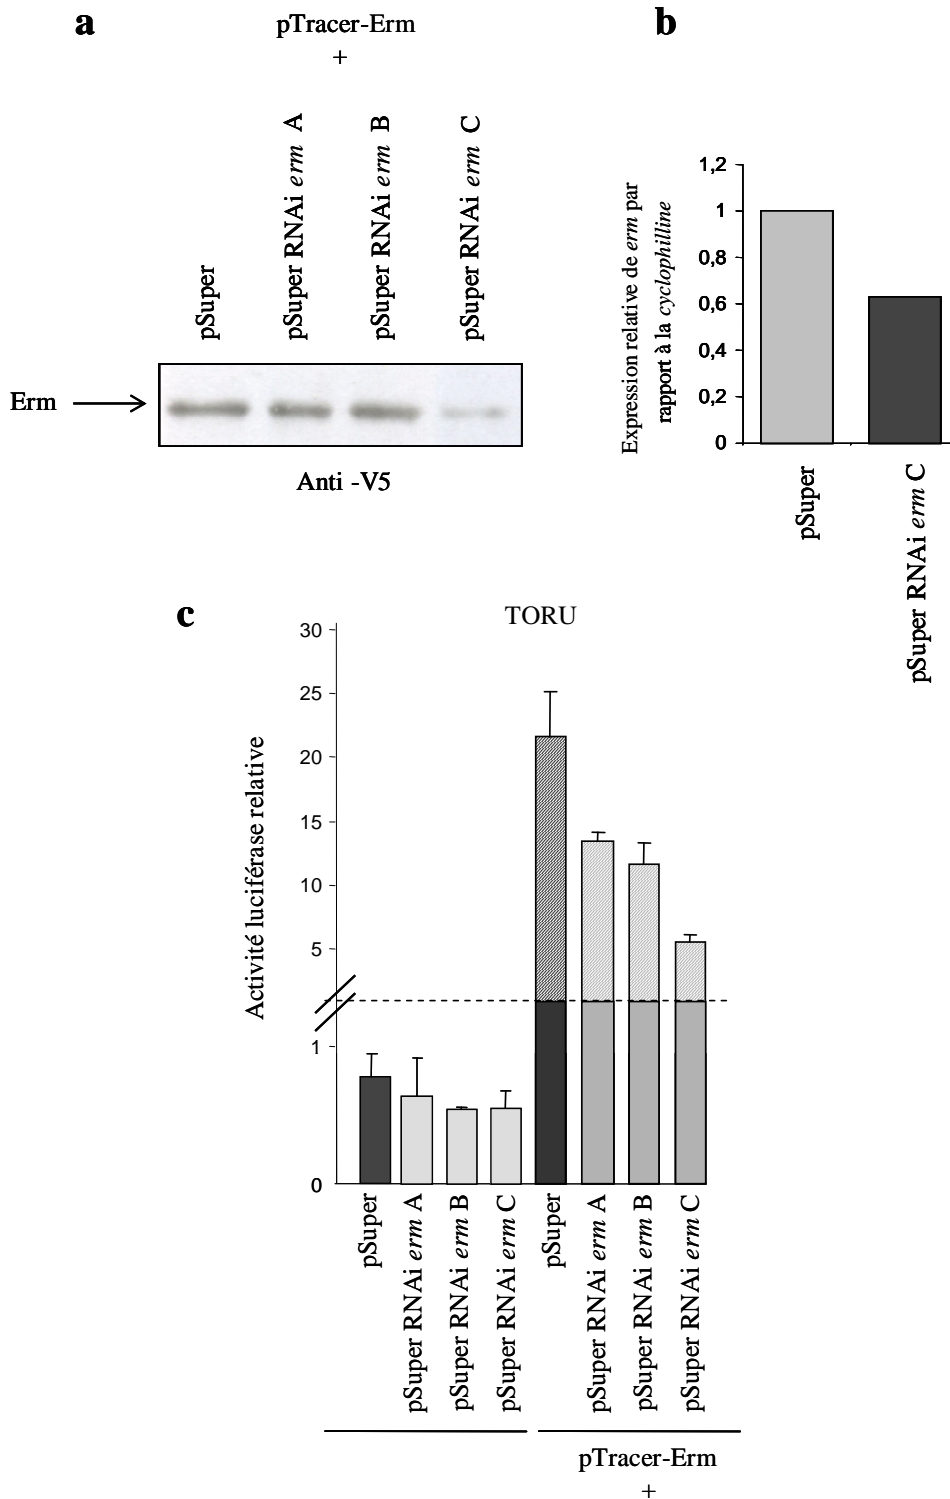 a
pTracer-Erm
+
pSuper
pSuper RNAi erm A
pSuper RNAi erm B
pSuper RNAi erm C
Erm
Anti -V5
b
Expression relative de erm par
rapport à la cyclophilline
1,2
1
0,8
0,6
0,4
0,2
0
pSuper
pSuper RNAi erm C
c
TORU
Activité luciférase relative
30
25
20
15
10
5
1
0
pSuper
pSuper RNAi erm A
pSuper RNAi erm B
pSuper RNAi erm C
pSuper
pSuper RNAi erm A
pSuper RNAi erm B
pSuper RNAi erm C
pTracer-Erm
+